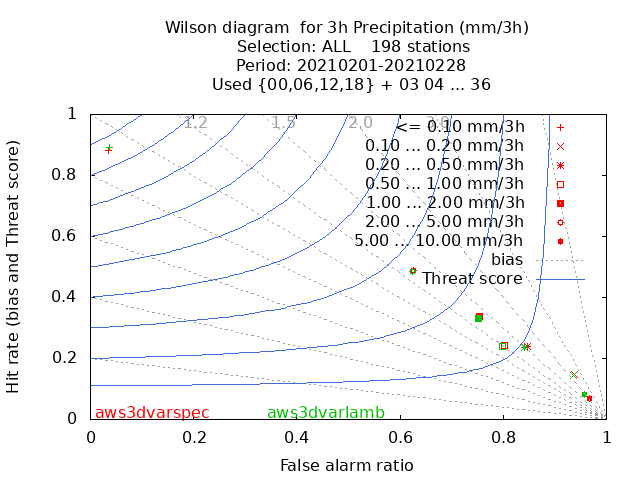 Wilson diagram  for 3h Precipitation (mm/3h)
Selection: ALL    198 stations
Period: 20210201-20210228
Used {00,06,12,18} + 03 04 ... 36
1
1.2
1.5
2.0
3.0
<= 0.10 mm/3h
0.10 ... 0.20 mm/3h
0.20 ... 0.50 mm/3h
0.50 ... 1.00 mm/3h
1.00 ... 2.00 mm/3h
2.00 ... 5.00 mm/3h
5.00 ... 10.00 mm/3h
bias
Threat score
0.8
0.6
0.4
0.2
0
Hit rate (bias and Threat score)
aws3dvarspec
aws3dvarlamb
0
0.2
0.4
0.6
0.8
1
False alarm ratio